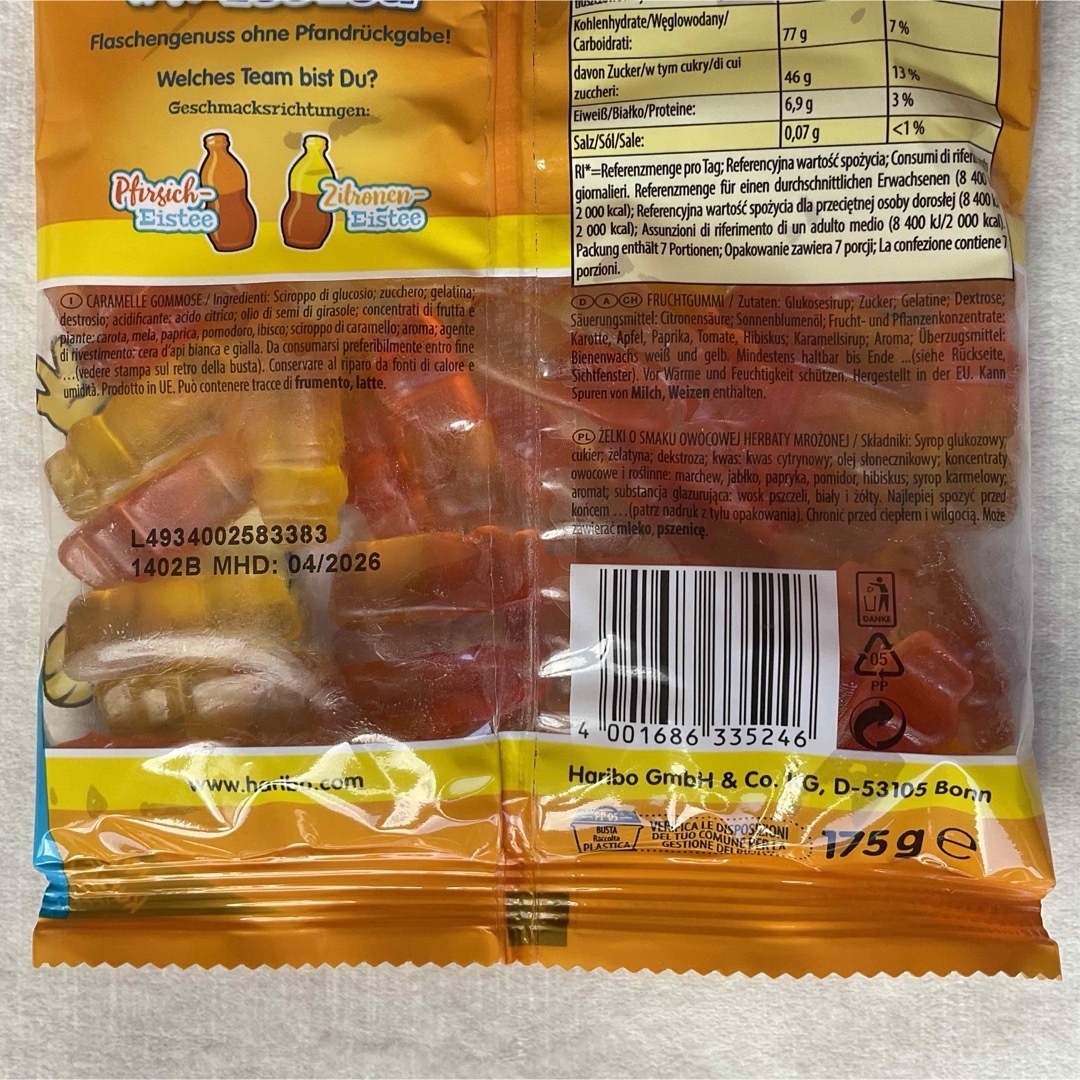 Flaschengenuss ohne Pfandrückgabe!
Welches Team bist Du?
Geschmacksrichtungen:
Pfirsich-
Eistee
Zitronen-
Eistee
Kohlenhydrate/Węglowodany/
Carboidrati:
77 g
7 %
davon Zucker/w tym cukry/di cui
zuccheri:
46 g
13 %
Eiweiß/Białko/Proteine:
6,9 g
3 %
Salz/Sól/Sale:
0,07 g
<1 %
RI*=Referenzmenge pro Tag; Referencyjna wartość spożycia; Consumi di
giornalieri. Referenzmenge für einen durchschnittlichen Erwachsenen (8 400
2 000 kcal); Referencyjna wartość spożycia dla przeciętnej osoby dorosłej (8 400
2 000 kcal); Assunzioni di riferimento di un adulto medio (8 400 kJ/2 000 kcal).
Packung enthält 7 Portionen; Opakowanie zawiera 7 porcji; La confezione contiene 7
porzioni.
I CARAMELLE GOMMOSE / Ingredienti: Sciroppo di glucosio; zucchero; gelatina;
destrosio; acidificante: acido citrico; olio di semi di girasole; concentrati di frutta e
piante: carota, mela, paprica, pomodoro, ibisco; sciroppo di caramello; aroma; agente
di rivestimento: cera d'api bianca e gialla. Da consumarsi preferibilmente entro fine
...(vedere stampa sul retro della busta). Conservare al riparo da fonti di calore e
umidità. Prodotto in UE. Può contenere tracce di frumento, latte.
D A CH FRUCHTGUMMI / Zutaten: Glukosesirup; Zucker; Gelatine; Dextrose;
Säuerungsmittel: Citronensäure; Sonnenblumenöl; Frucht- und Pflanzenkonzentrate:
Karotte, Apfel, Paprika, Tomate, Hibiskus; Karamellsirup; Aroma; Überzugsmittel:
Bienenwachs weiß und gelb. Mindestens haltbar bis Ende ...(siehe Rückseite,
Sichtfenster). Vor Wärme und Feuchtigkeit schützen. Hergestellt in der EU. Kann
Spuren von Milch, Weizen enthalten.
PL ŻELKI O SMAKU OWOCOWEJ HERBATY MROŻONEJ / Składniki: Syrop glukozowy;
cukier; żelatyna; dekstroza; kwas: kwas cytrynowy; olej słonecznikowy; koncentraty
owocowe i roślinne: marchew, jabłko, papryka, pomidor, hibiskus; syrop karmelowy;
aromat; substancja glazurująca: wosk pszczeli, biały i żółty. Najlepiej spożyć przed
końcem ...(patrz nadruk z tyłu opakowania). Chronić przed ciepłem i wilgocią. Może
zawierać mleko, pszenicę.
L4934002583383
1402B MHD: 04/2026
DANKE
05
PP
4 001686 335246
www.haribo.com
Haribo GmbH & Co. KG, D-53105 Bonn
PP 05
BUSTA
Raccolta
PLASTICA
VERIFICA LE DISPOSIZIONI
DEL TUO COMUNE PER LA
GESTIONE DEI
175 g e